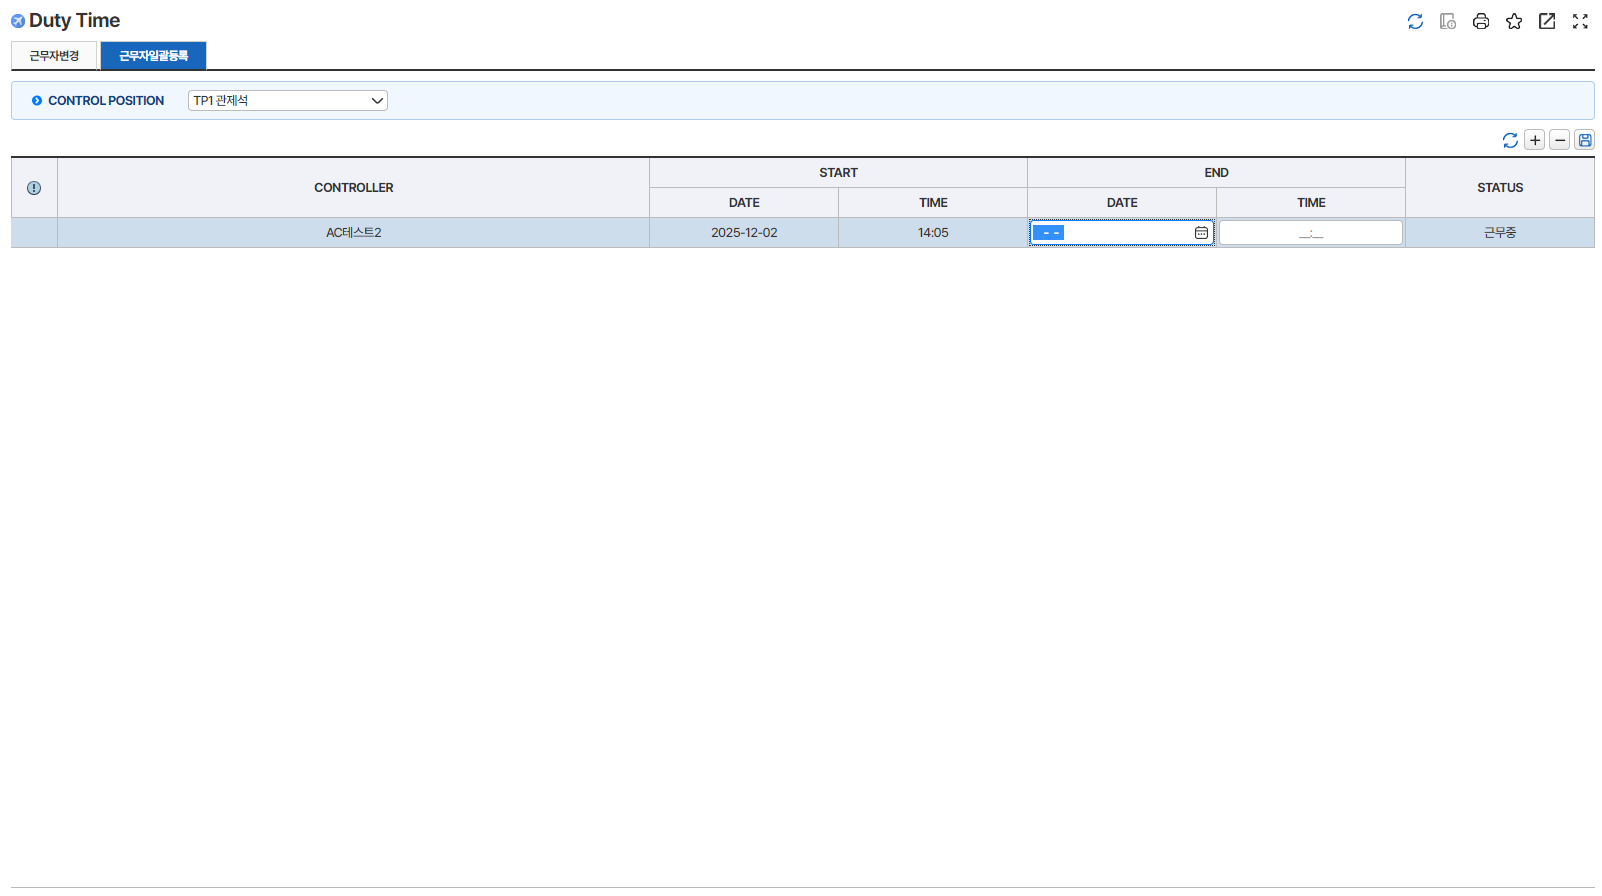 Duty Time
근무자변경
근무자일괄등록
CONTROL POSITION
TP1 관제석
CONTROLLER
START
END
STATUS
DATE
TIME
DATE
TIME
AC테스트2
2025-12-02
14:05
- -
__:__
근무중